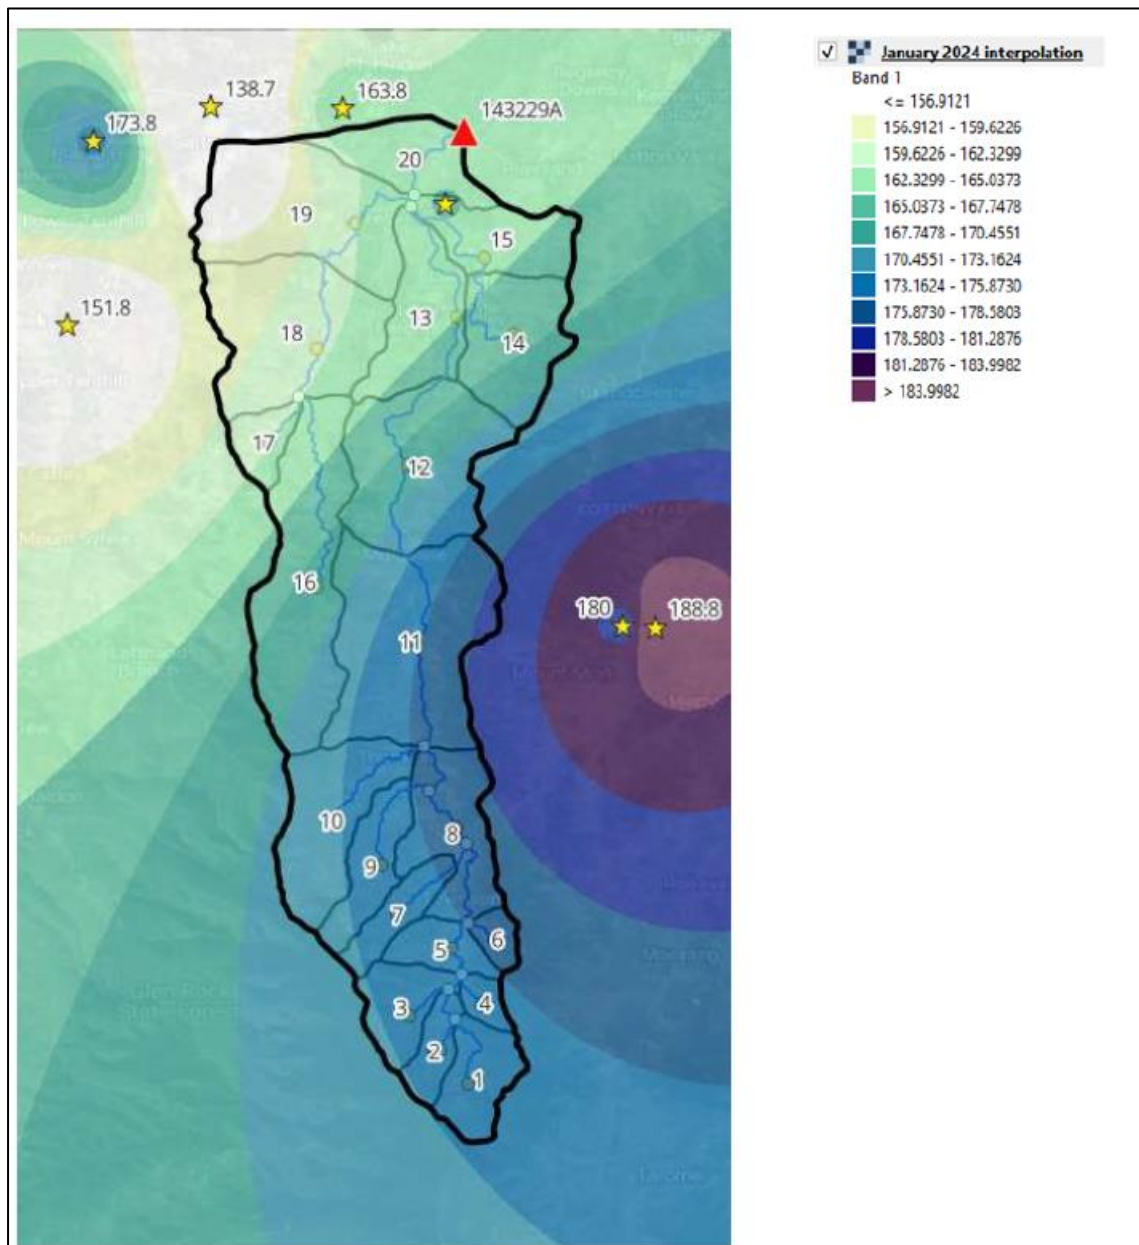 January 2024 interpolation
Band 1
<= 156.9121
156.9121 - 159.6226
159.6226 - 162.3299
162.3299 - 165.0373
165.0373 - 167.7478
167.7478 - 170.4551
170.4551 - 173.1624
173.1624 - 175.8730
175.8730 - 178.5803
178.5803 - 181.2876
181.2876 - 183.9982
> 183.9982
138.7
163.8
143229A
173.8
20
19
15
151.8
13
18
14
17
12
16
180
188.8
11
10
8
9
7
6
5
3
4
2
1